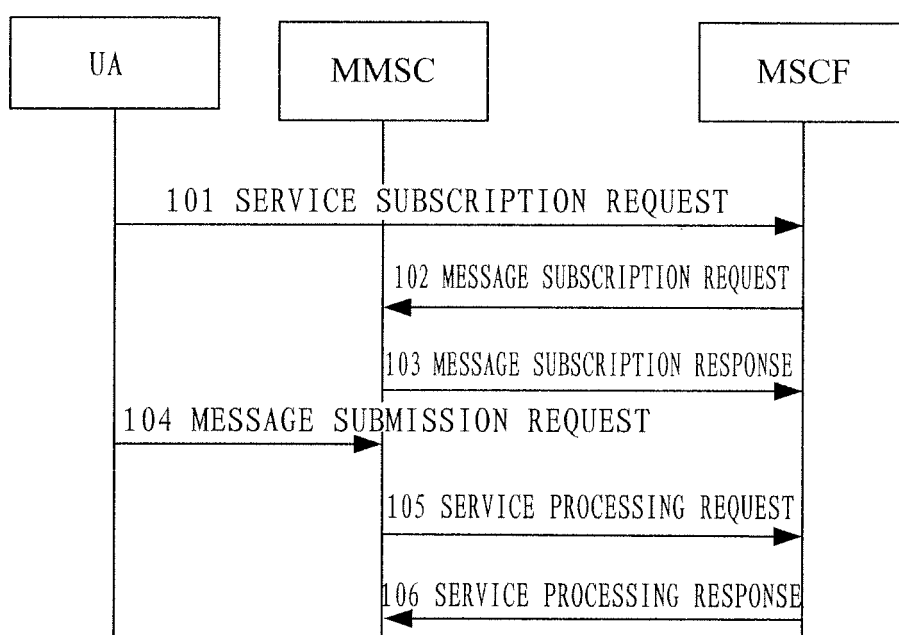 UA
MMSC
MSCF
101 SERVICE SUBSCRIPTION REQUEST
102 MESSAGE SUBSCRIPTION REQUEST
103 MESSAGE SUBSCRIPTION RESPONSE
104 MESSAGE SUBMISSION REQUEST
105 SERVICE PROCESSING REQUEST
106 SERVICE PROCESSING RESPONSE